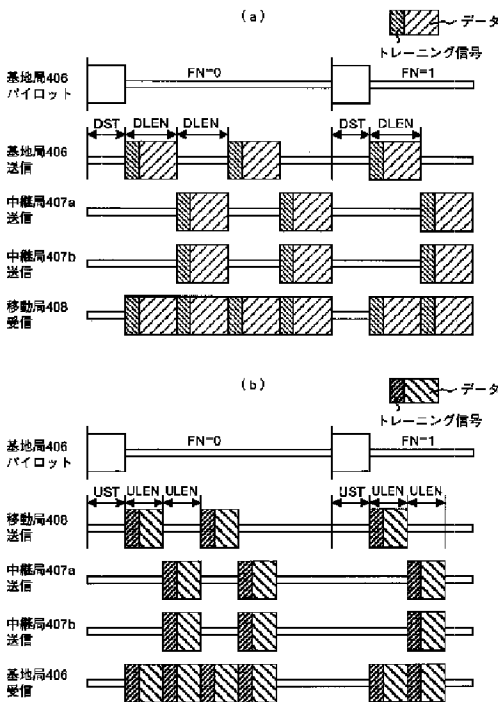 (a)
データ
トレーニング信号
基地局406
パイロット
FN=0
FN=1
DST
DLEN
DLEN
DST
DLEN
基地局406
送信
中継局407a
送信
中継局407b
送信
移動局408
受信
(b)
データ
トレーニング信号
基地局406
パイロット
FN=0
FN=1
UST
ULEN
ULEN
UST
ULEN
ULEN
移動局408
送信
中継局407a
送信
中継局407b
送信
基地局406
受信